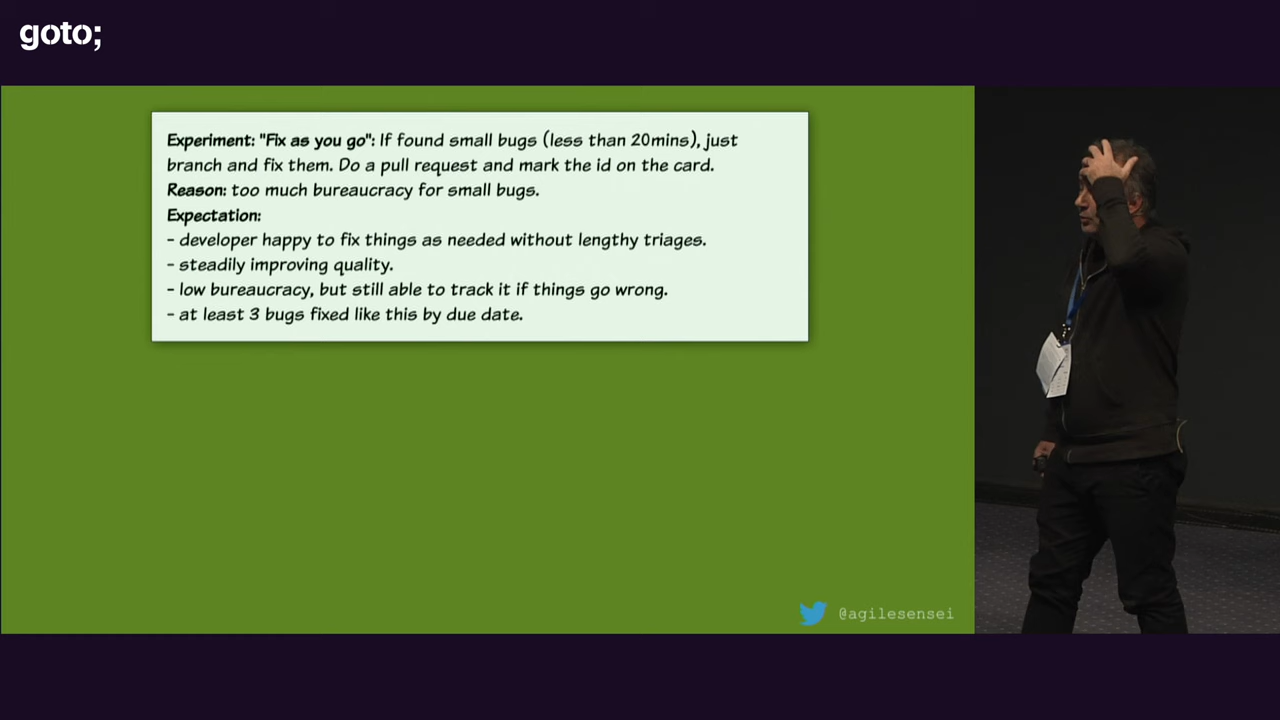 goto;
Experiment: "Fix as you go": If found small bugs (less than 20mins), just
branch and fix them. Do a pull request and mark the id on the card.
Reason: too much bureaucracy for small bugs.
Expectation:
- developer happy to fix things as needed without lengthy triages.
- steadily improving quality.
- low bureaucracy, but still able to track it if things go wrong.
- at least 3 bugs fixed like this by due date.
@agilesensei